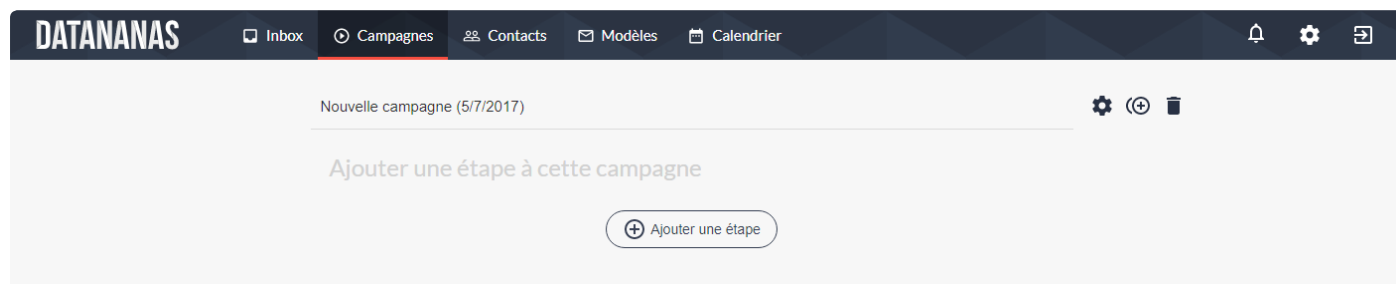 DATANANAS Inbox Campagnes Contacts Modèles Calendrier
Nouvelle campagne (5/7/2017)
Ajouter une étape à cette campagne
Ajouter une étape